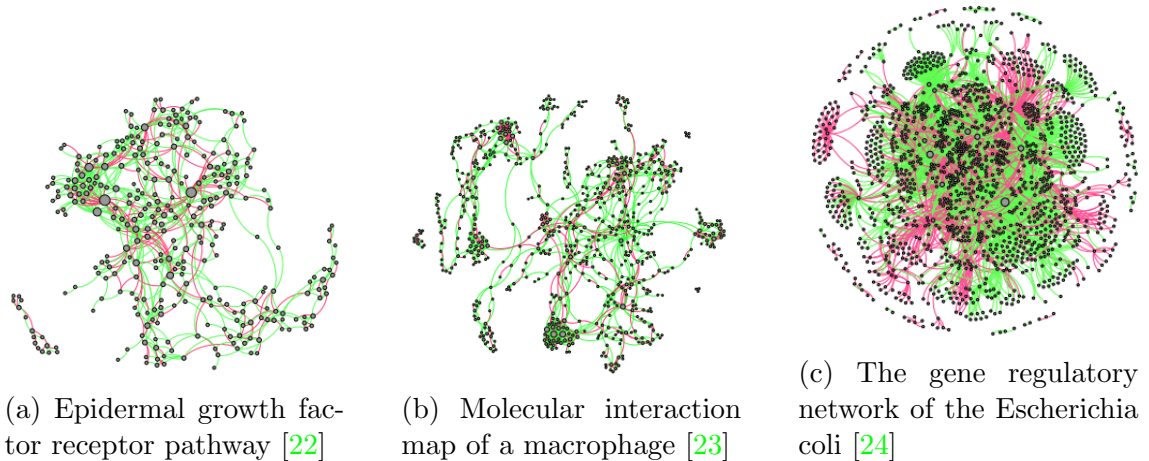 (a) Epidermal growth fac-
tor receptor pathway [22]
(b) Molecular interaction
map of a macrophage [23]
(c) The gene regulatory
network of the Escherichia
coli [24]